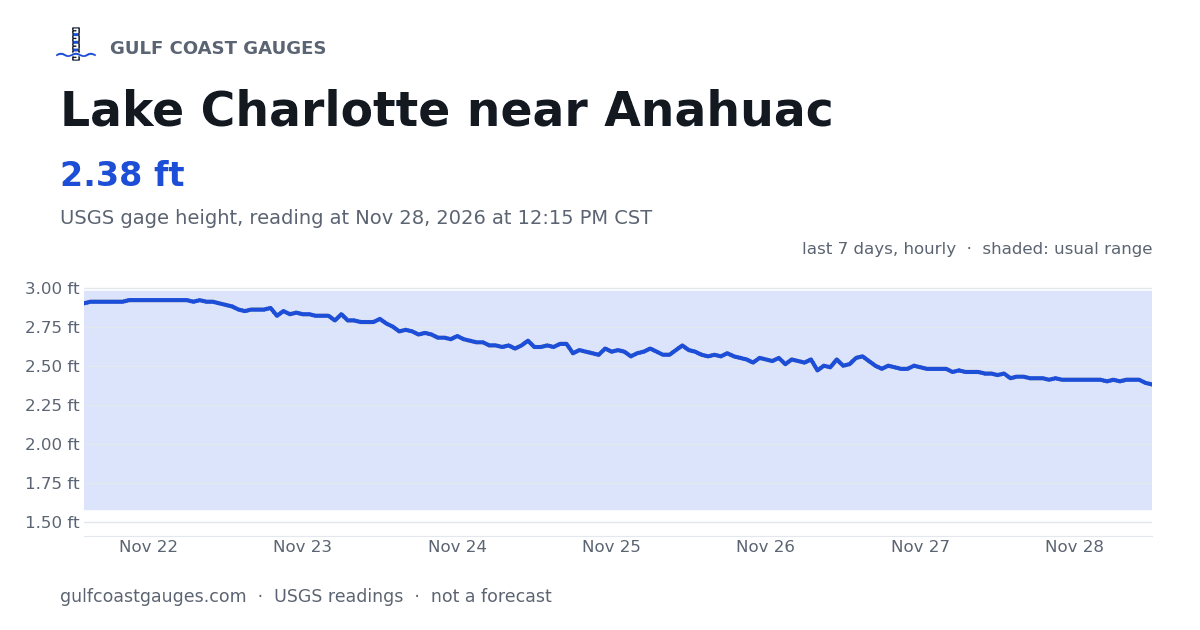 GULF COAST GAUGES
Lake Charlotte near Anahuac
2.38 ft
USGS gage height, reading at Nov 28, 2026 at 12:15 PM CST
last 7 days, hourly · shaded: usual range
3.00 ft
2.75 ft
2.50 ft
2.25 ft
2.00 ft
1.75 ft
1.50 ft
Nov 22 Nov 23 Nov 24 Nov 25 Nov 26 Nov 27 Nov 28
gulfcoastgauges.com · USGS readings · not a forecast